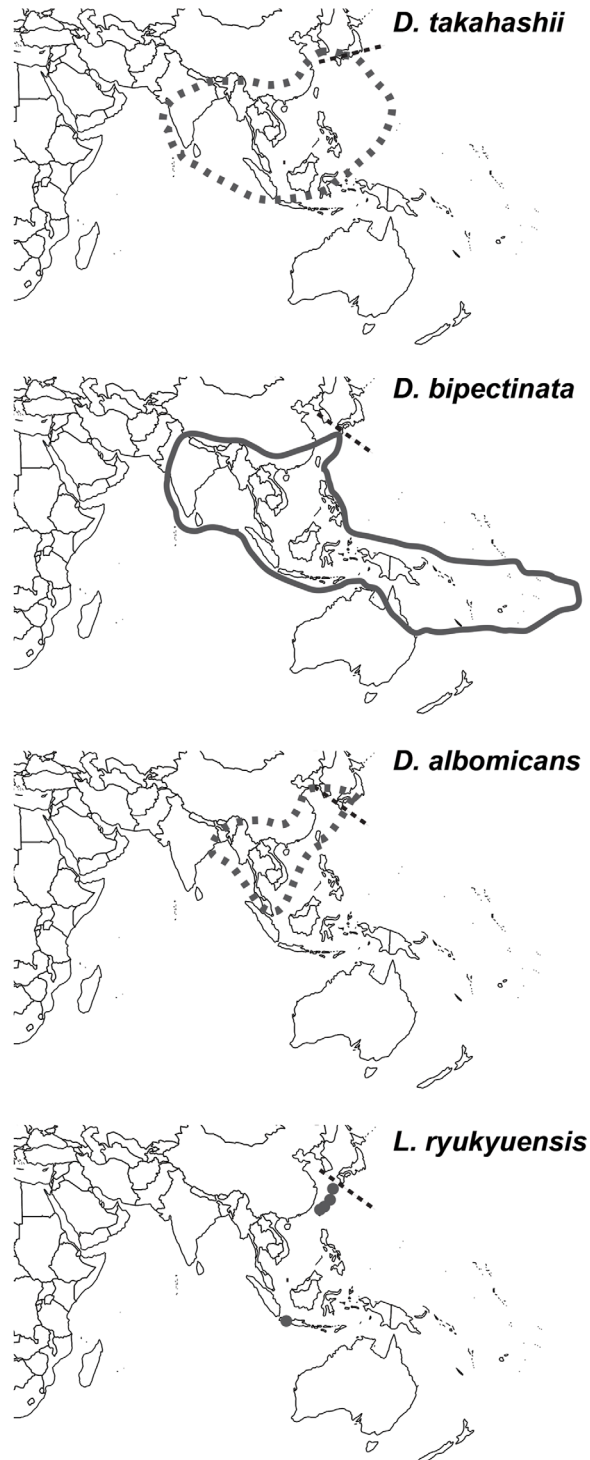 D. takahashii
D. bipectinata
D. albomicans
L. ryukyuensis